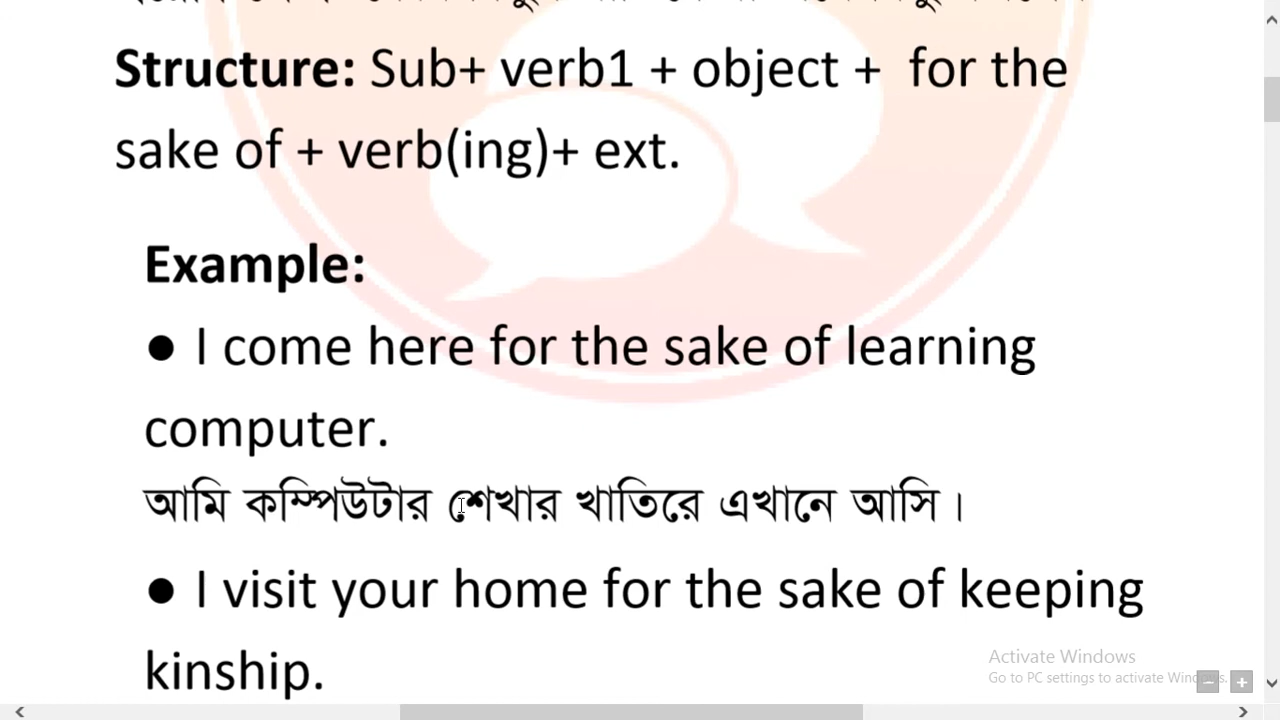 Structure: Sub+ verb1 + object +  for the
sake of + verb(ing)+ ext.
Example:
● I come here for the sake of learning
computer.
আমি কম্পিউটার শেখার খাতিরে এখানে আসি।
● I visit your home for the sake of keeping
kinship.
Activate Windows
Go to PC settings to activate Windows.